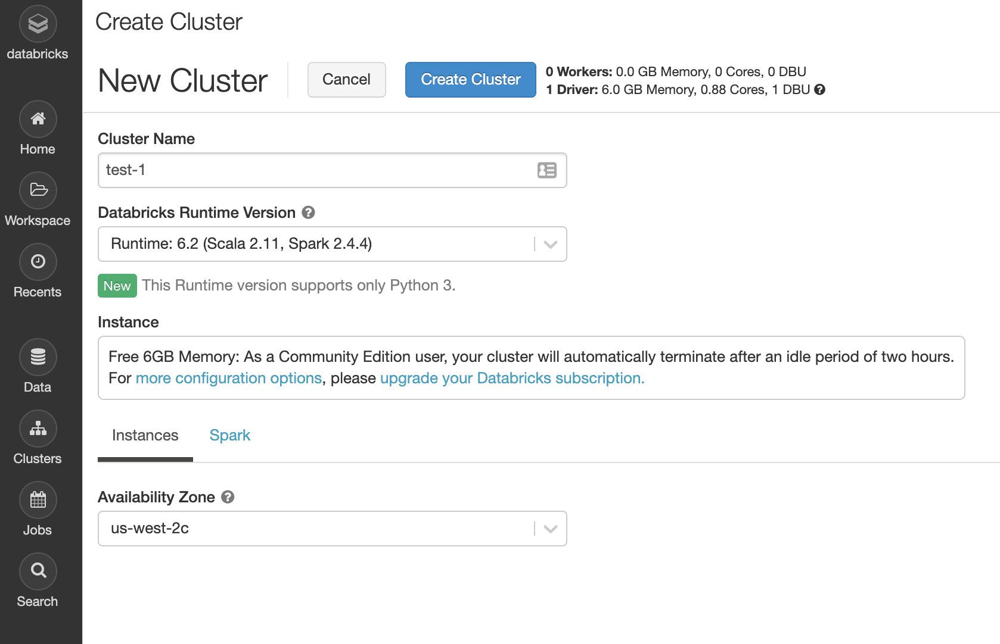 databricks
Home
Workspace
Recents
Data
Clusters
Jobs
Search
Create Cluster
New Cluster
Cancel
Create Cluster
0 Workers: 0.0 GB Memory, 0 Cores, 0 DBU
1 Driver: 6.0 GB Memory, 0.88 Cores, 1 DBU
Cluster Name
test-1
Databricks Runtime Version
Runtime: 6.2 (Scala 2.11, Spark 2.4.4)
New This Runtime version supports only Python 3.
Instance
Free 6GB Memory: As a Community Edition user, your cluster will automatically terminate after an idle period of two hours.
For more configuration options, please upgrade your Databricks subscription.
Instances
Spark
Availability Zone
us-west-2c